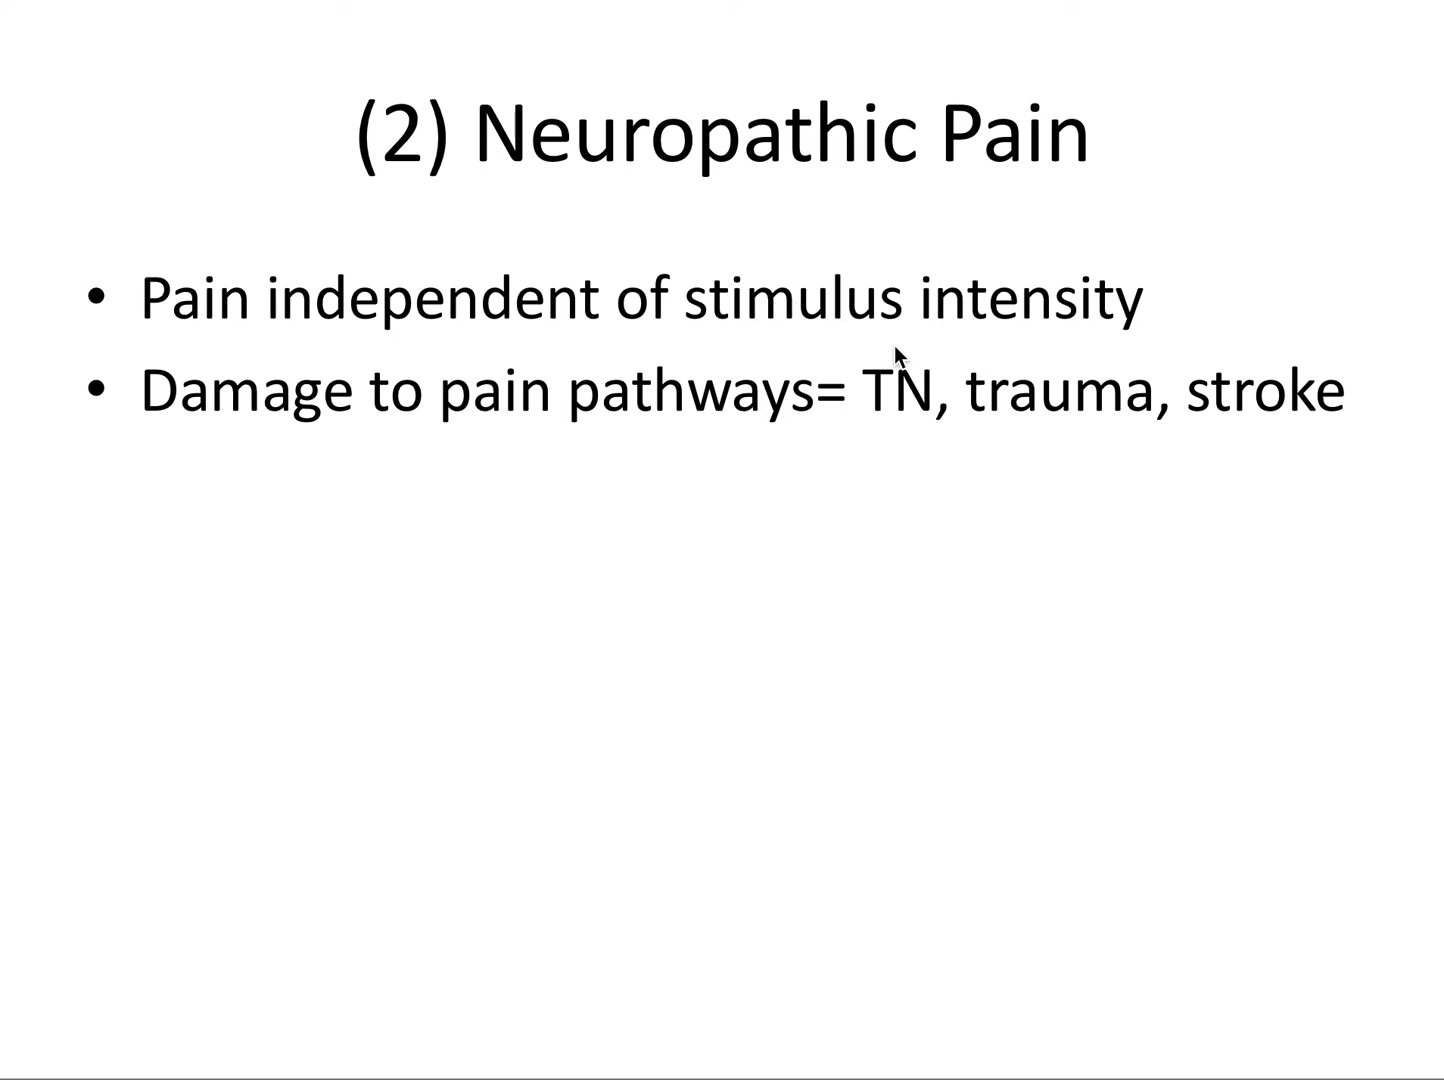 (2) Neuropathic Pain
• Pain independent of stimulus intensity
• Damage to pain pathways= TN, trauma, stroke